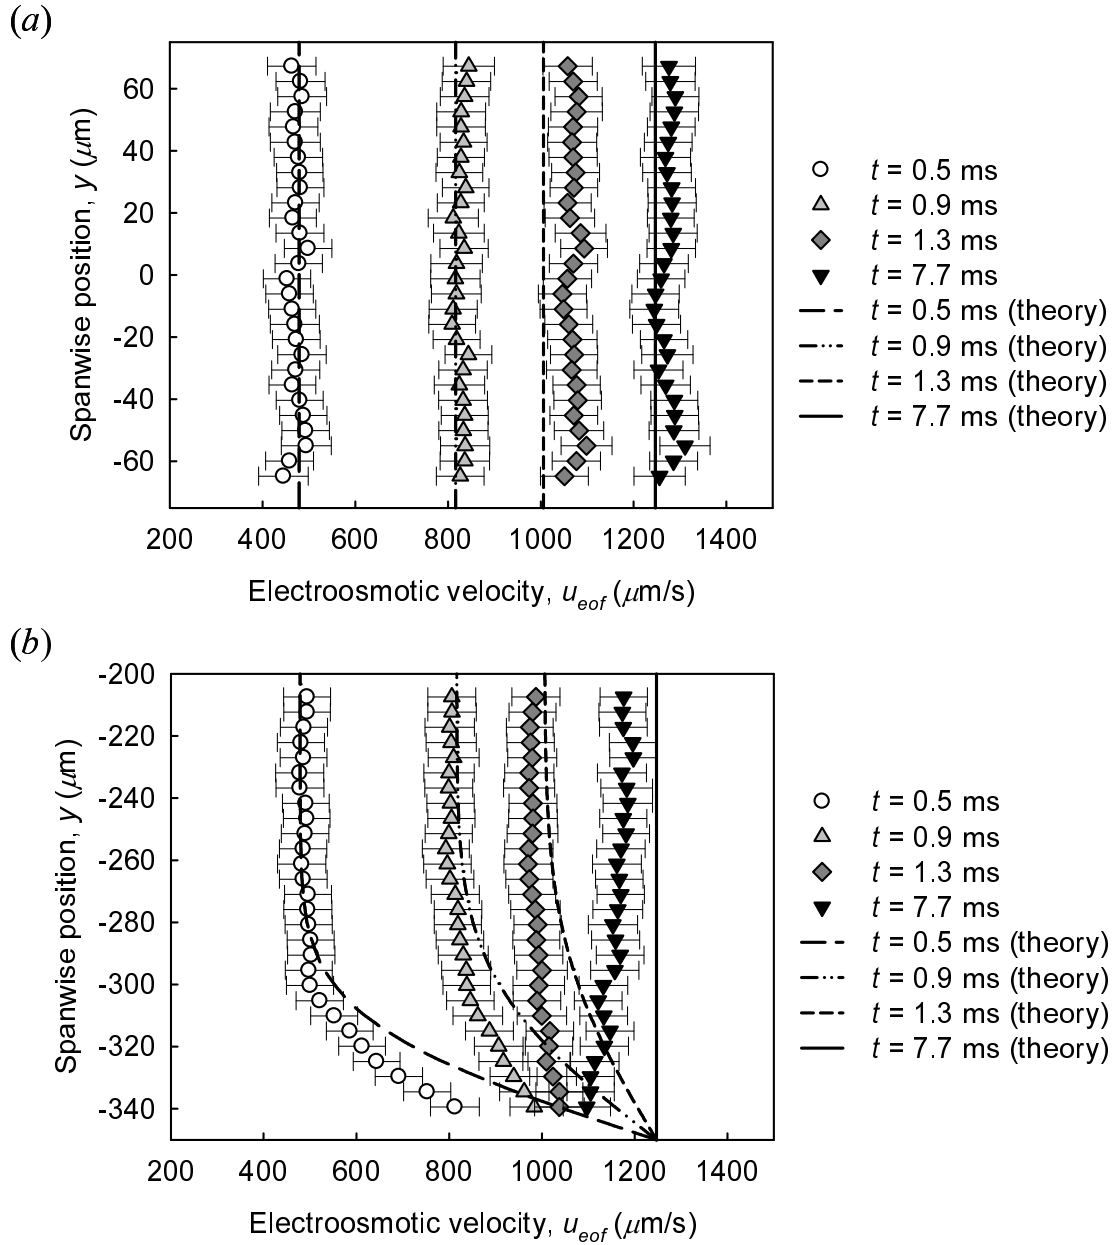 (a)
60
40
20
0
-20
-40
-60
Spanwise position, y (μm)
200 400 600 800 1000 1200 1400
Electroosmotic velocity, u_eof (μm/s)
t = 0.5 ms
t = 0.9 ms
t = 1.3 ms
t = 7.7 ms
t = 0.5 ms (theory)
t = 0.9 ms (theory)
t = 1.3 ms (theory)
t = 7.7 ms (theory)
(b)
-200
-220
-240
-260
-280
-300
-320
-340
Spanwise position, y (μm)
200 400 600 800 1000 1200 1400
Electroosmotic velocity, u_eof (μm/s)
t = 0.5 ms
t = 0.9 ms
t = 1.3 ms
t = 7.7 ms
t = 0.5 ms (theory)
t = 0.9 ms (theory)
t = 1.3 ms (theory)
t = 7.7 ms (theory)